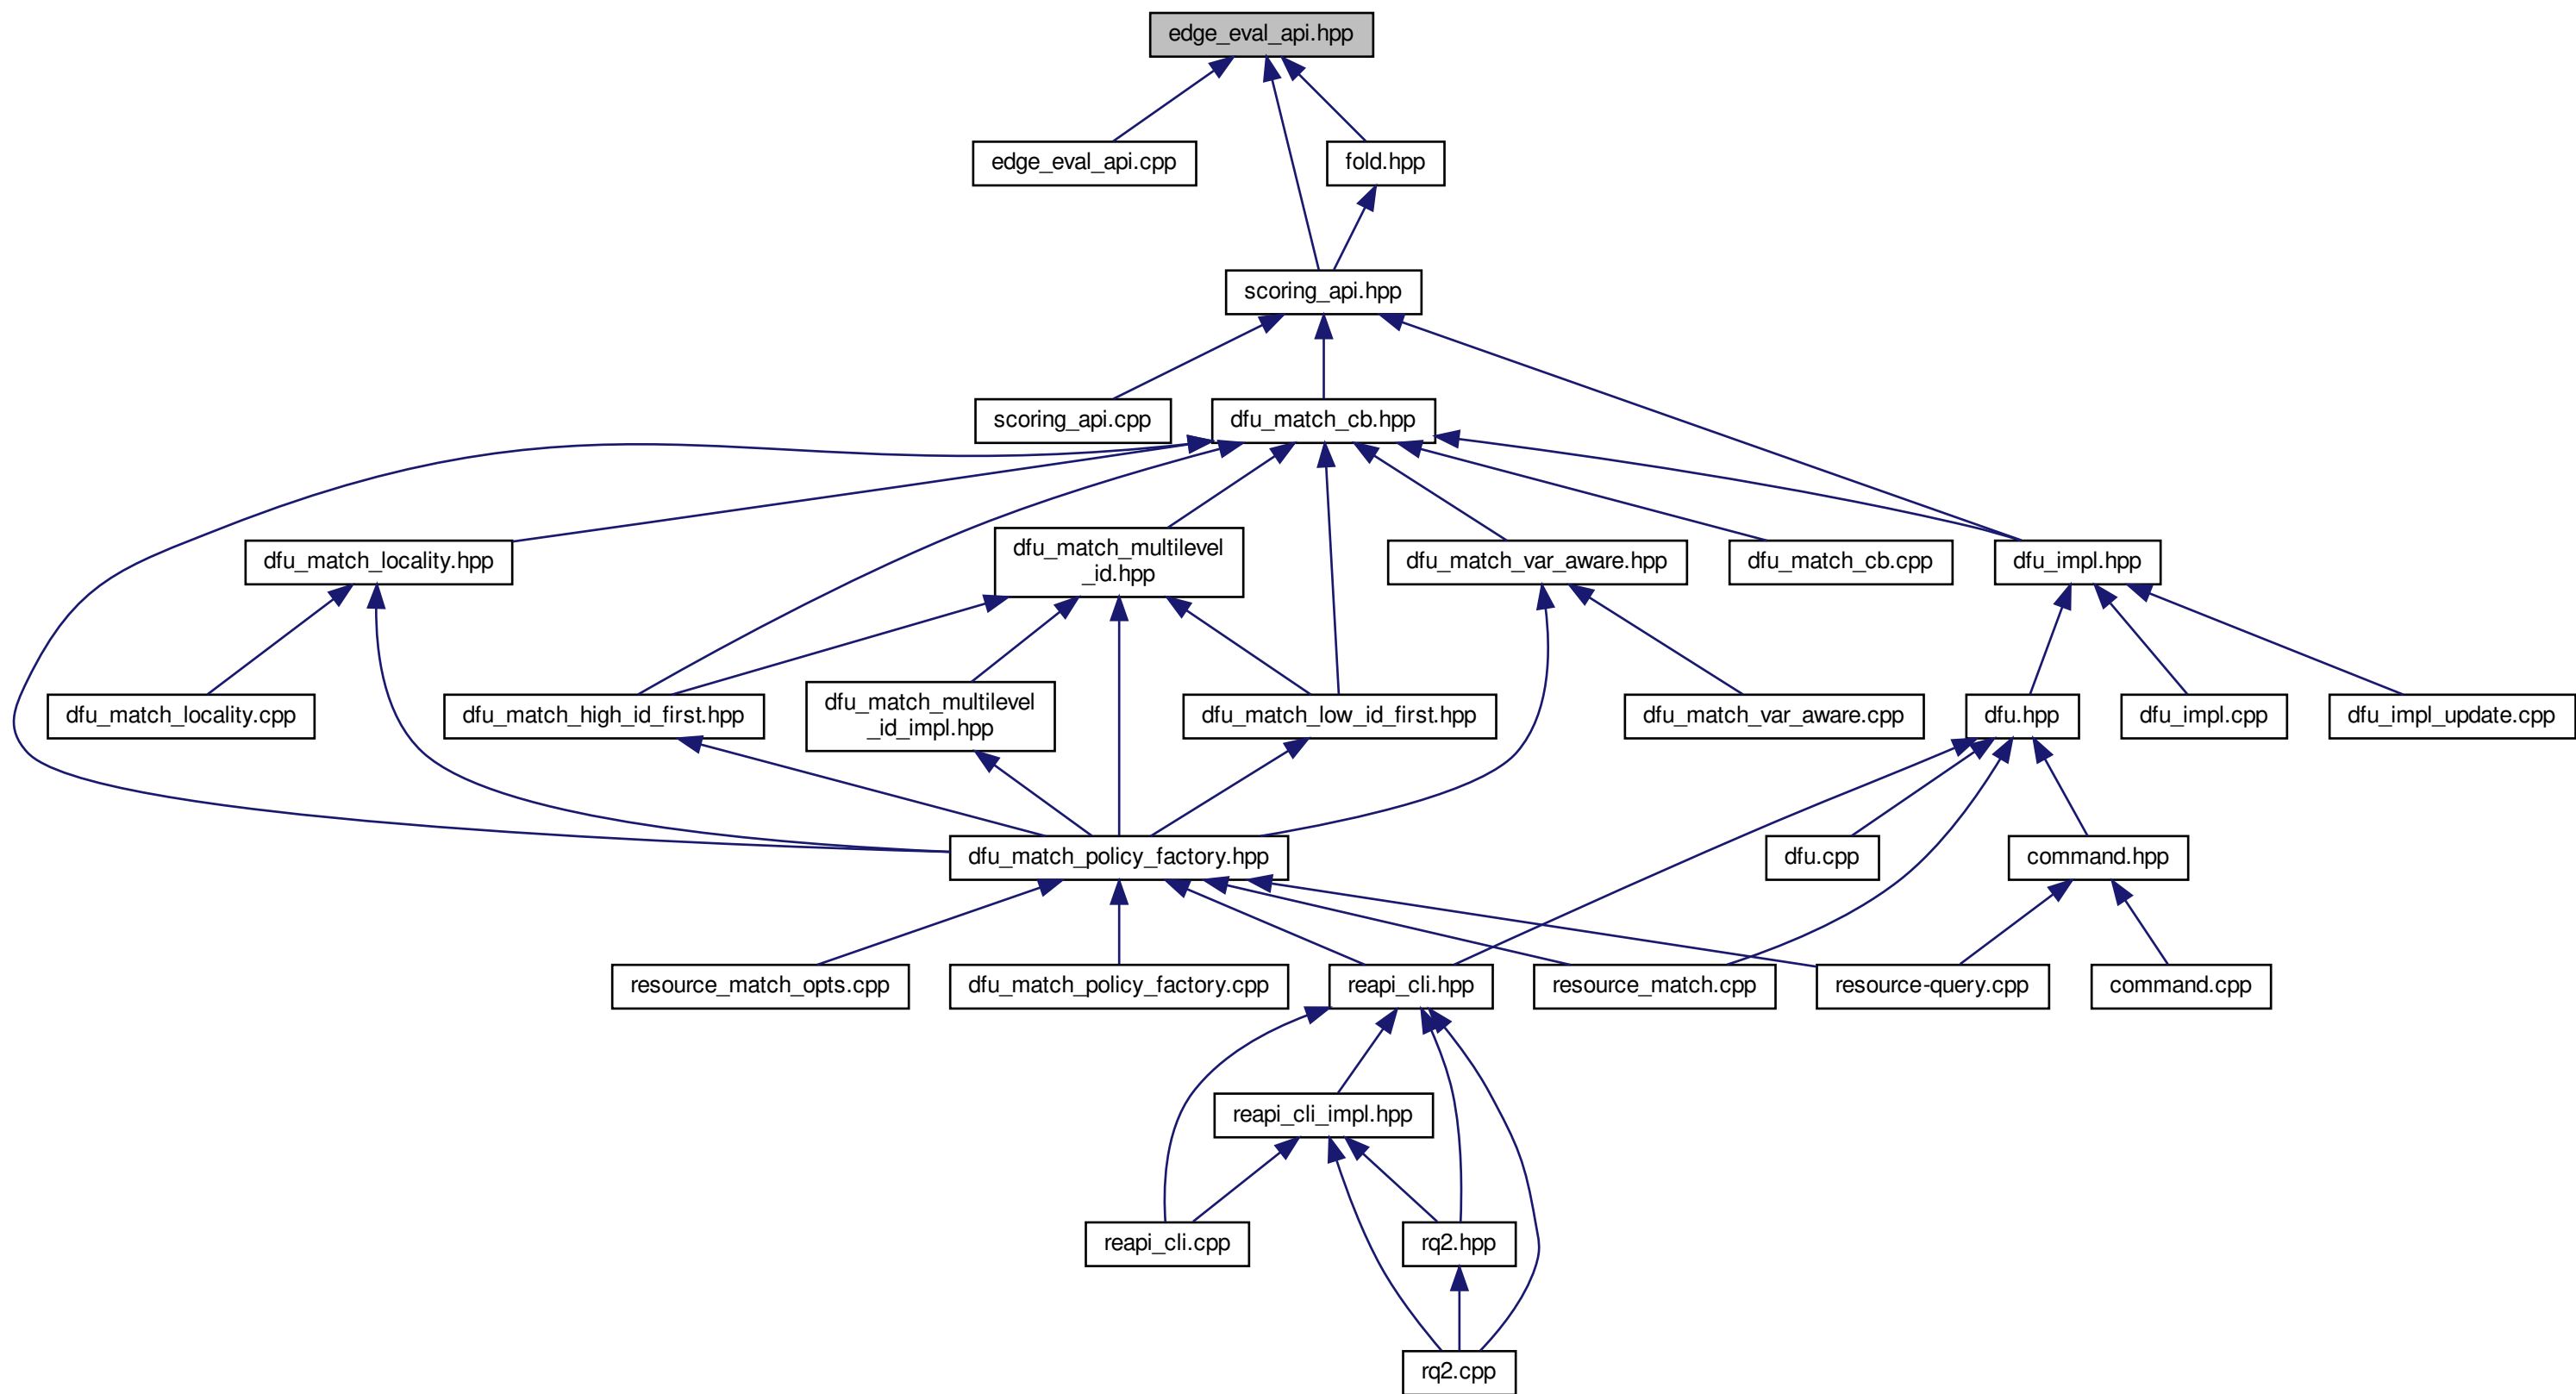 edge_eval_api.hpp
edge_eval_api.cpp
fold.hpp
scoring_api.hpp
scoring_api.cpp
dfu_match_cb.hpp
dfu_match_locality.hpp
dfu_match_multilevel
_id.hpp
dfu_match_var_aware.hpp
dfu_match_cb.cpp
dfu_impl.hpp
dfu_match_locality.cpp
dfu_match_high_id_first.hpp
dfu_match_multilevel
_id_impl.hpp
dfu_match_low_id_first.hpp
dfu_match_var_aware.cpp
dfu.hpp
dfu_impl.cpp
dfu_impl_update.cpp
dfu_match_policy_factory.hpp
dfu.cpp
command.hpp
resource_match_opts.cpp
dfu_match_policy_factory.cpp
reapi_cli.hpp
resource_match.cpp
resource-query.cpp
command.cpp
reapi_cli_impl.hpp
reapi_cli.cpp
rq2.hpp
rq2.cpp